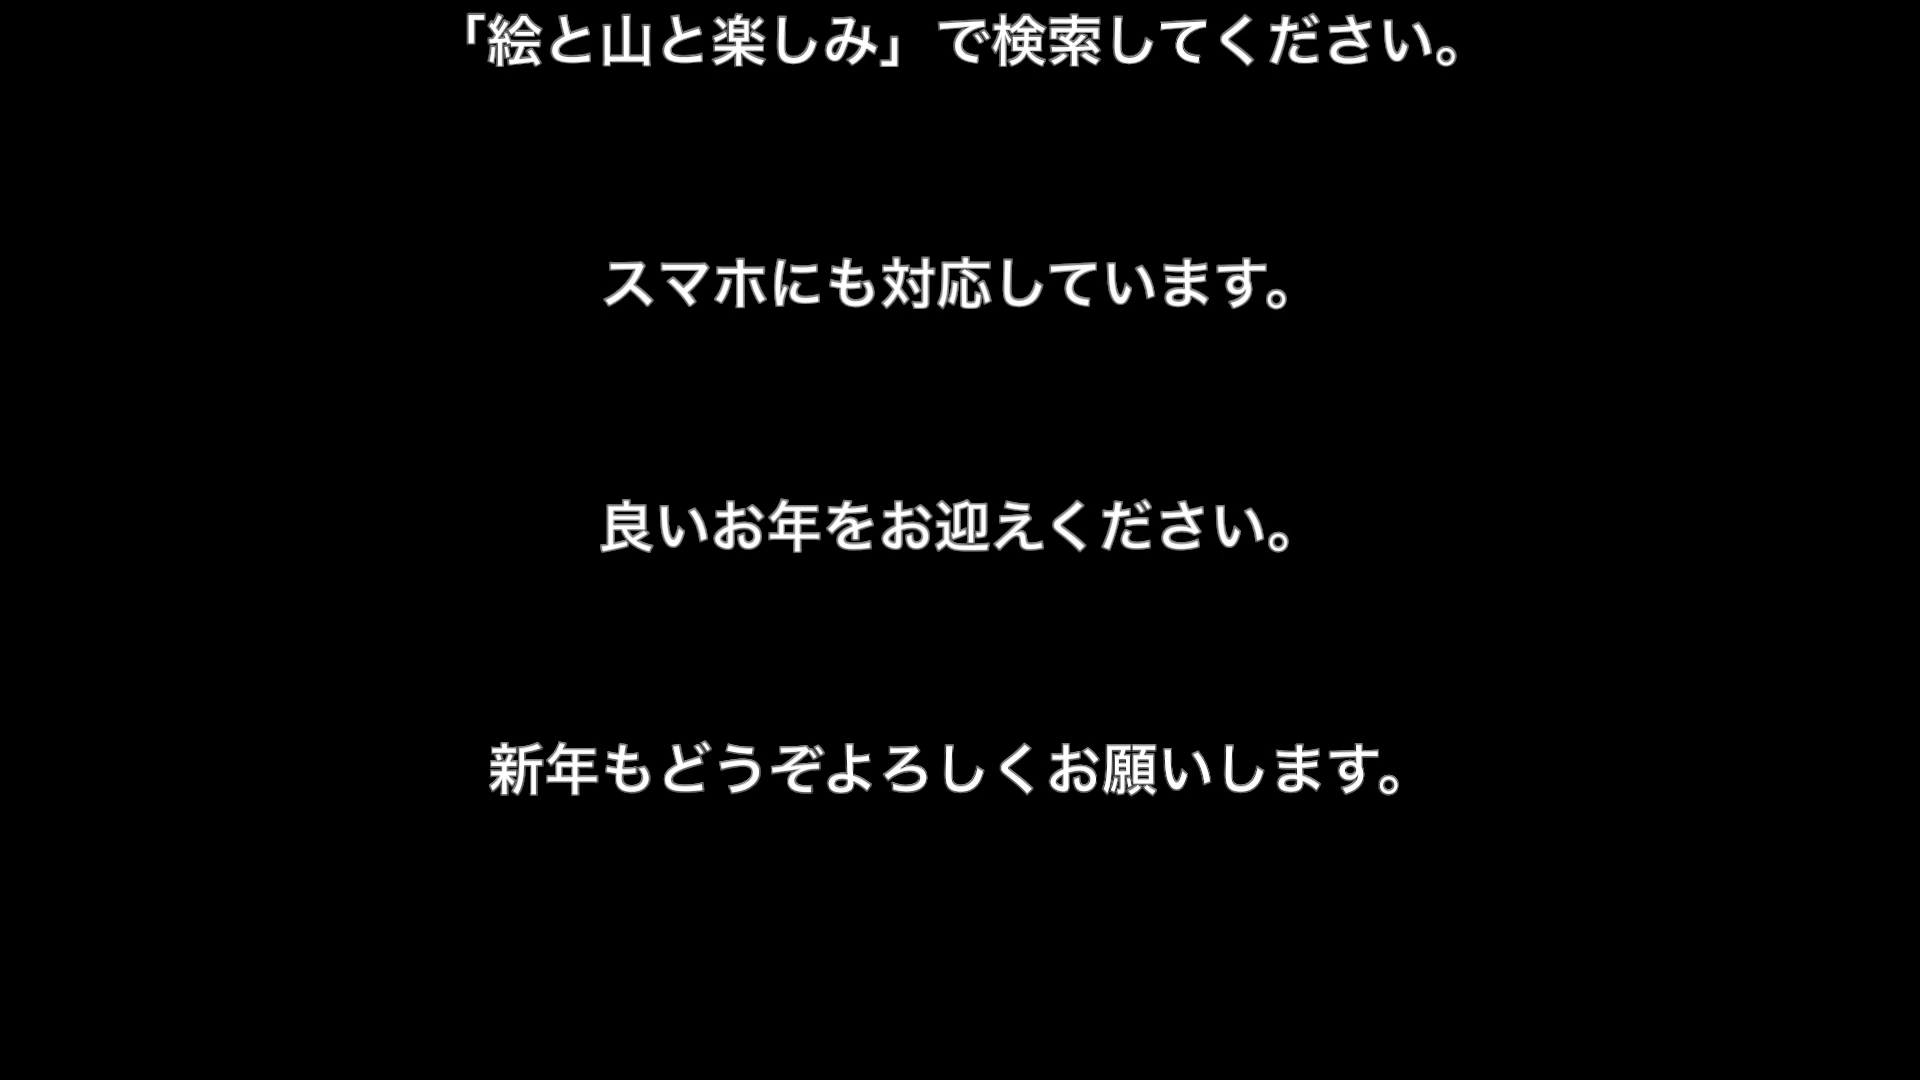 「絵と山と楽しみ」で検索してください。
スマホにも対応しています。
良いお年をお迎えください。
新年もどうぞよろしくお願いします。